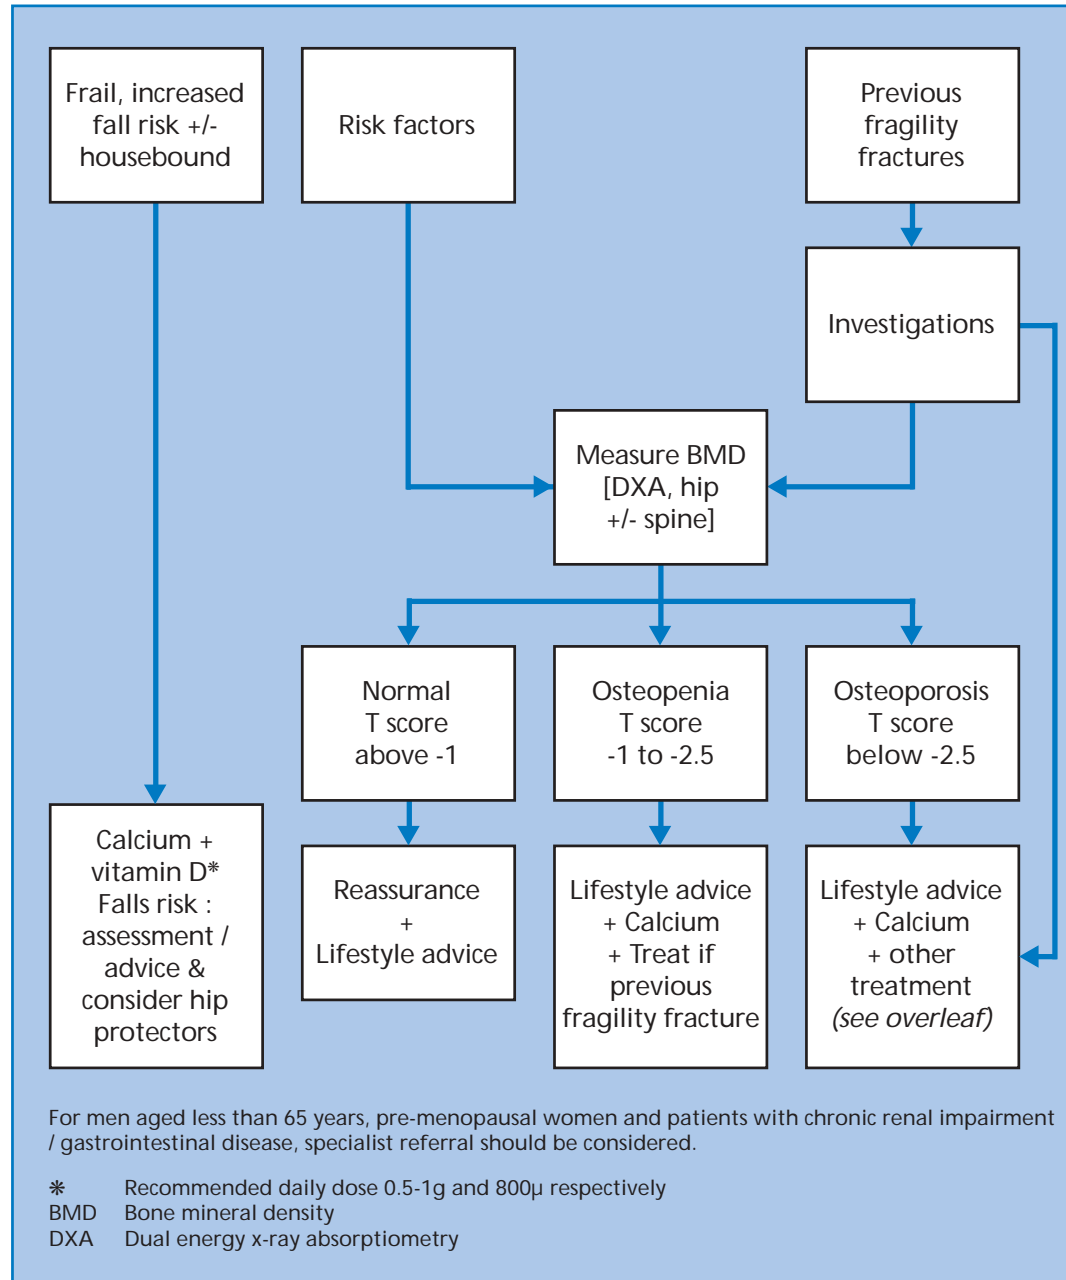 Frail, increased
fall risk +/-
housebound
Risk factors
Previous
fragility
fractures
Investigations
Measure BMD
[DXA, hip
+/- spine]
Normal
T score
above -1
Osteopenia
T score
-1 to -2.5
Osteoporosis
T score
below -2.5
Calcium +
vitamin D*
Falls risk :
assessment /
advice &
consider hip
protectors
Reassurance
+
Lifestyle advice
Lifestyle advice
+ Calcium
+ Treat if
previous
fragility fracture
Lifestyle advice
+ Calcium
+ other
treatment
(see overleaf)
For men aged less than 65 years, pre-menopausal women and patients with chronic renal impairment
/ gastrointestinal disease, specialist referral should be considered.
* Recommended daily dose 0.5-1g and 800µ respectively
BMD Bone mineral density
DXA Dual energy x-ray absorptiometry